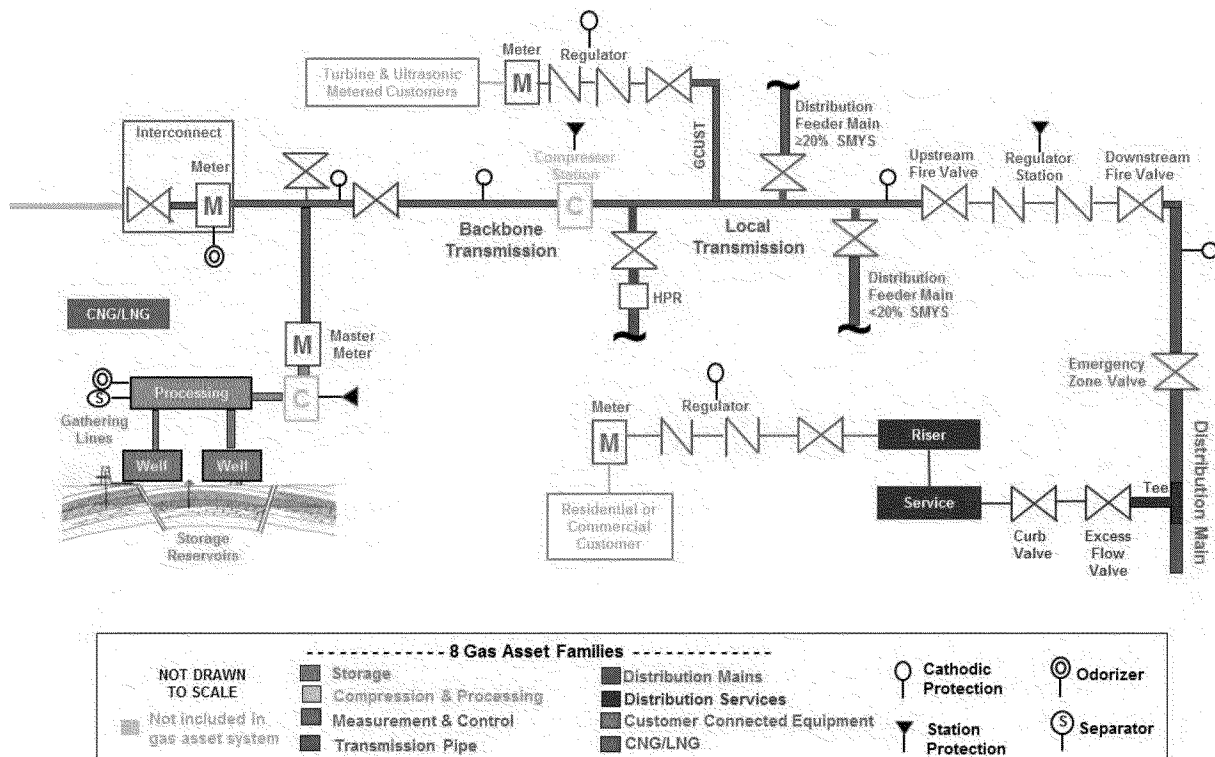 Meter
Regulator
Turbine & Ultrasonic
Metered Customers
M
Interconnect
Meter
M
Compressor
Station
C
GCUST
Distribution
Feeder Main
≥20% SMYS
Upstream
Fire Valve
Regulator
Station
Downstream
Fire Valve
Backbone
Transmission
Local
Transmission
HPR
Distribution
Feeder Main
<20% SMYS
CNG/LNG
M
Master
Meter
Processing
C
S
Gathering
Lines
Well
Well
Storage
Reservoirs
Emergency
Zone Valve
Meter
Regulator
M
Riser
Service
Residential or
Commercial
Customer
Curb
Valve
Excess
Flow
Valve
Tee
Distribution Main
8 Gas Asset Families
NOT DRAWN
TO SCALE
Not included in
gas asset system
Storage
Compression & Processing
Measurement & Control
Transmission Pipe
Distribution Mains
Distribution Services
Customer Connected Equipment
CNG/LNG
Cathodic
Protection
Station
Protection
Odorizer
S
Separator